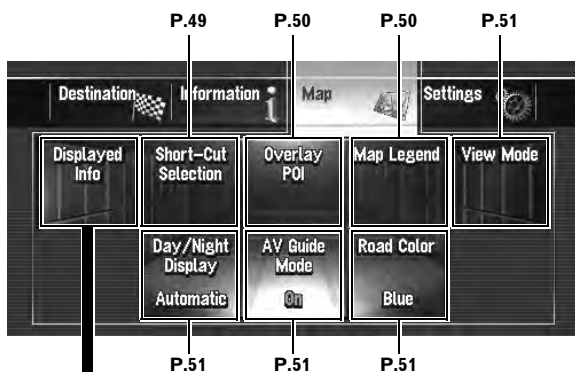 P.49 P.50 P.50 P.51
Destination Information Map Settings
Displayed Info
Short-Cut Selection
Overlay POI
Map Legend
View Mode
Day/Night Display
Automatic
AV Guide Mode
On
Road Color
Blue
P.51 P.51 P.51